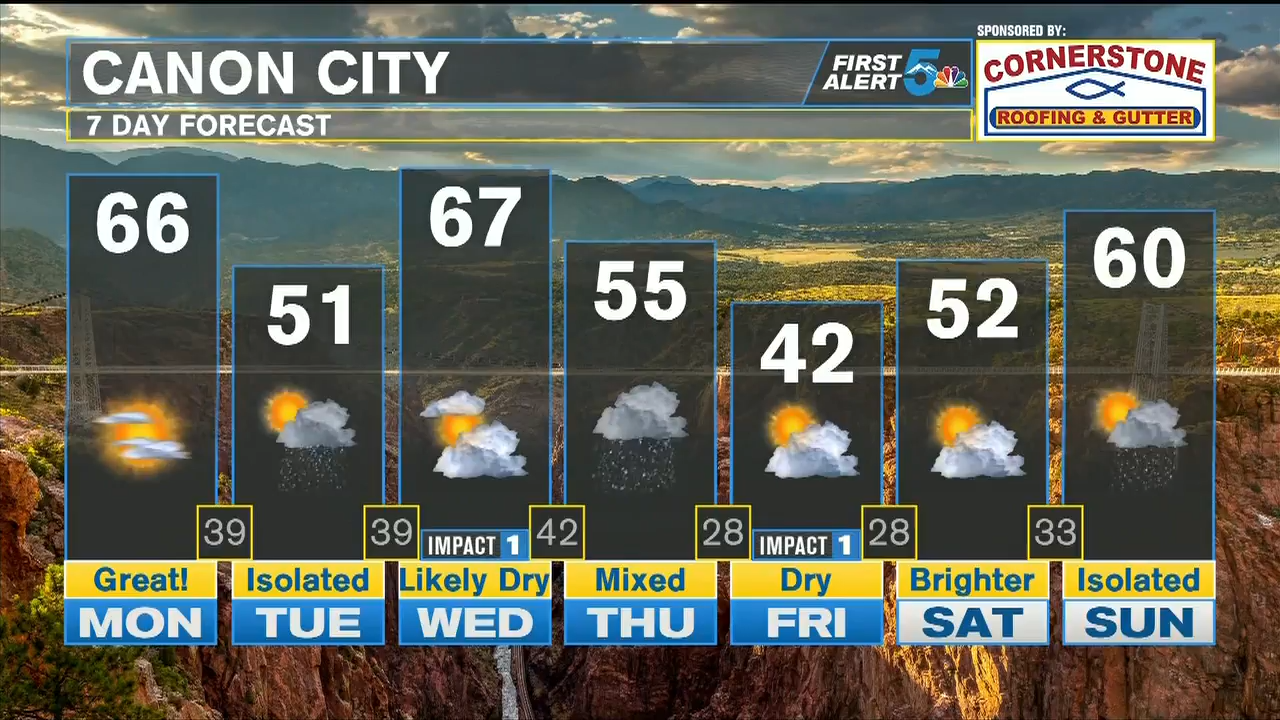 SPONSORED BY:
CANON CITY
FIRST ALERT 5
CORNERSTONE
ROOFING & GUTTER
7 DAY FORECAST
66 51 67 55 42 52 60
39 39 42 28 28 33
IMPACT 1 IMPACT 1
Great! Isolated Likely Dry Mixed Dry Brighter Isolated
MON TUE WED THU FRI SAT SUN